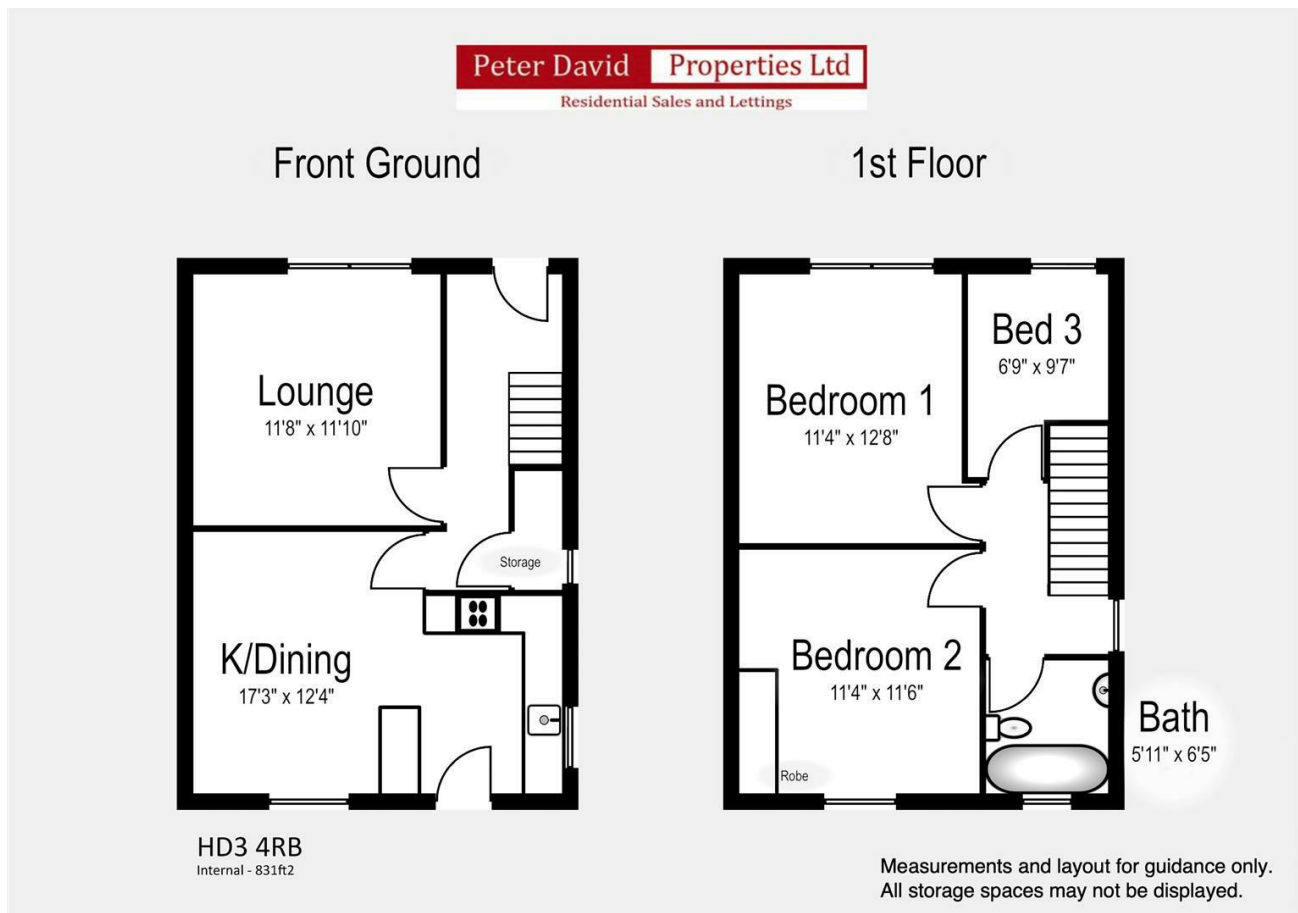 Peter David Properties Ltd
Residential Sales and Lettings
Front Ground
1st Floor
Lounge
11'8" x 11'10"
Storage
K/Dining
17'3" x 12'4"
Bedroom 1
11'4" x 12'8"
Bed 3
6'9" x 9'7"
Bedroom 2
11'4" x 11'6"
Robe
Bath
5'11" x 6'5"
HD3 4RB
Internal - 831ft2
Measurements and layout for guidance only.
All storage spaces may not be displayed.